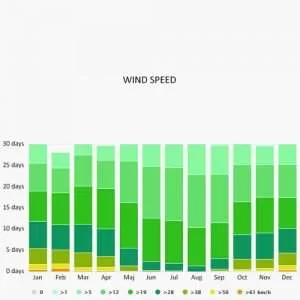 WIND SPEED
30 days
25 days
20 days
15 days
10 days
5 days
0 days
Jan Feb Mar Apr May Jun Jul Aug Sep Oct Nov Dec
0 >1 >5 >12 >19 >28 >38 >50 >61 km/h